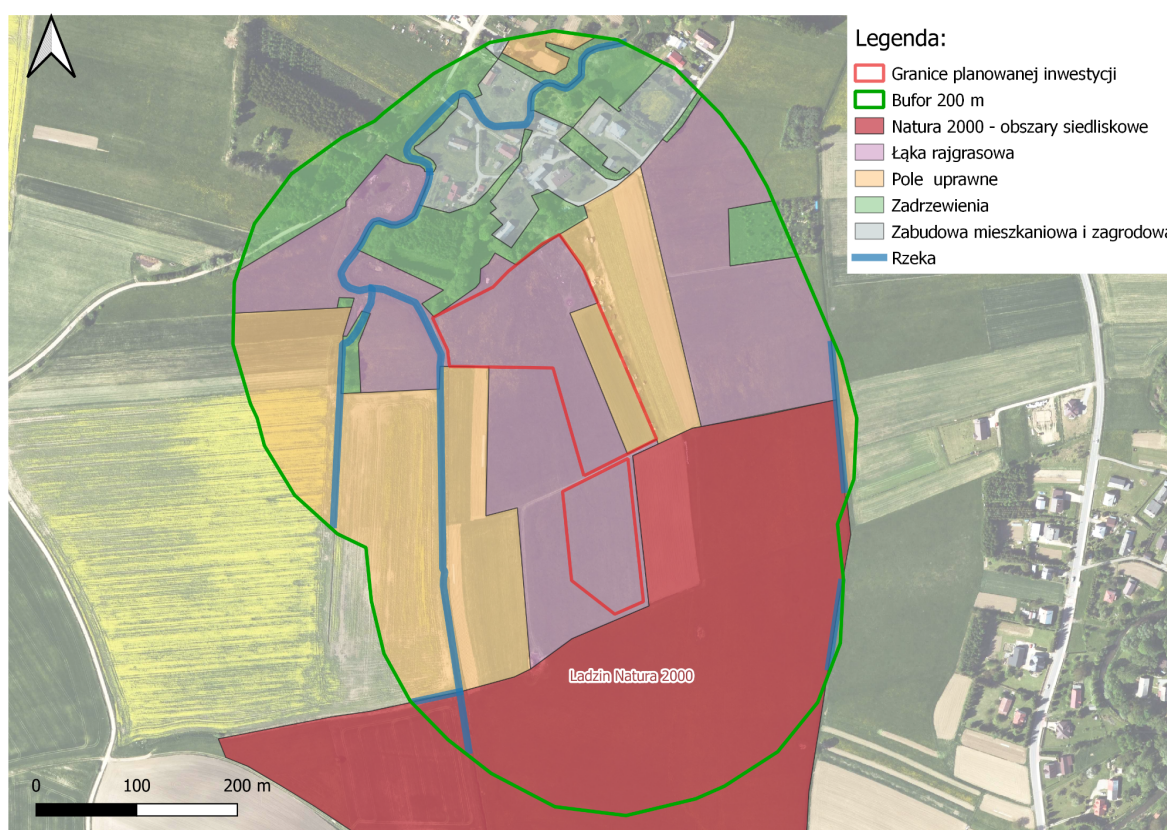 Legenda:
Granice planowanej inwestycji
Bufor 200 m
Natura 2000 - obszary siedliskowe
Łąka rajgrasowa
Pole uprawne
Zadrzewienia
Zabudowa mieszkaniowa i zagrodowa
Rzeka
Ladzin Natura 2000
0 100 200 m